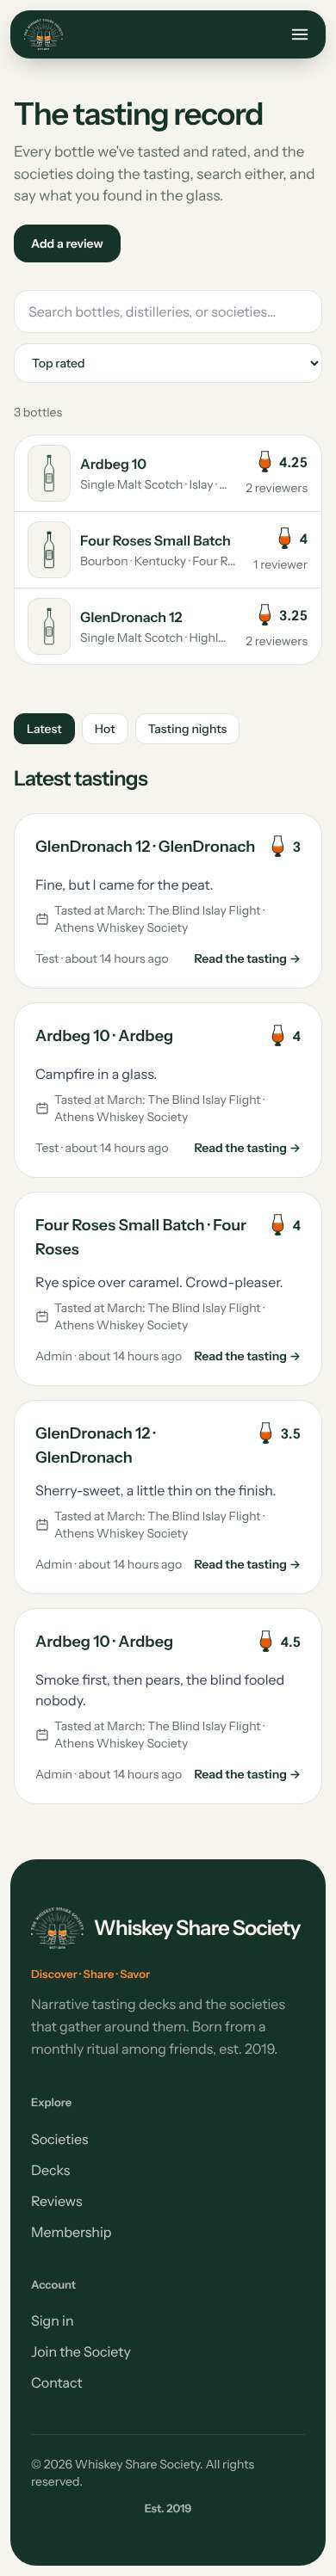 The tasting record
Every bottle we've tasted and rated, and the
societies doing the tasting, search either, and
say what you found in the glass.
Add a review
Search bottles, distilleries, or societies...
Top rated
3 bottles
Ardbeg 10
4.25
Single Malt Scotch · Islay · ...
2 reviewers
Four Roses Small Batch
4
Bourbon · Kentucky · Four R...
1 reviewer
GlenDronach 12
3.25
Single Malt Scotch · Highl...
2 reviewers
Latest
Hot
Tasting nights
Latest tastings
GlenDronach 12 · GlenDronach
3
Fine, but I came for the peat.
Tasted at March: The Blind Islay Flight ·
Athens Whiskey Society
Test · about 14 hours ago
Read the tasting →
Ardbeg 10 · Ardbeg
4
Campfire in a glass.
Tasted at March: The Blind Islay Flight ·
Athens Whiskey Society
Test · about 14 hours ago
Read the tasting →
Four Roses Small Batch · Four
Roses
4
Rye spice over caramel. Crowd-pleaser.
Tasted at March: The Blind Islay Flight ·
Athens Whiskey Society
Admin · about 14 hours ago
Read the tasting →
GlenDronach 12 ·
GlenDronach
3.5
Sherry-sweet, a little thin on the finish.
Tasted at March: The Blind Islay Flight ·
Athens Whiskey Society
Admin · about 14 hours ago
Read the tasting →
Ardbeg 10 · Ardbeg
4.5
Smoke first, then pears, the blind fooled
nobody.
Tasted at March: The Blind Islay Flight ·
Athens Whiskey Society
Admin · about 14 hours ago
Read the tasting →
Whiskey Share Society
Discover · Share · Savor
Narrative tasting decks and the societies
that gather around them. Born from a
monthly ritual among friends, est. 2019.
Explore
Societies
Decks
Reviews
Membership
Account
Sign in
Join the Society
Contact
© 2026 Whiskey Share Society. All rights
reserved.
Est. 2019